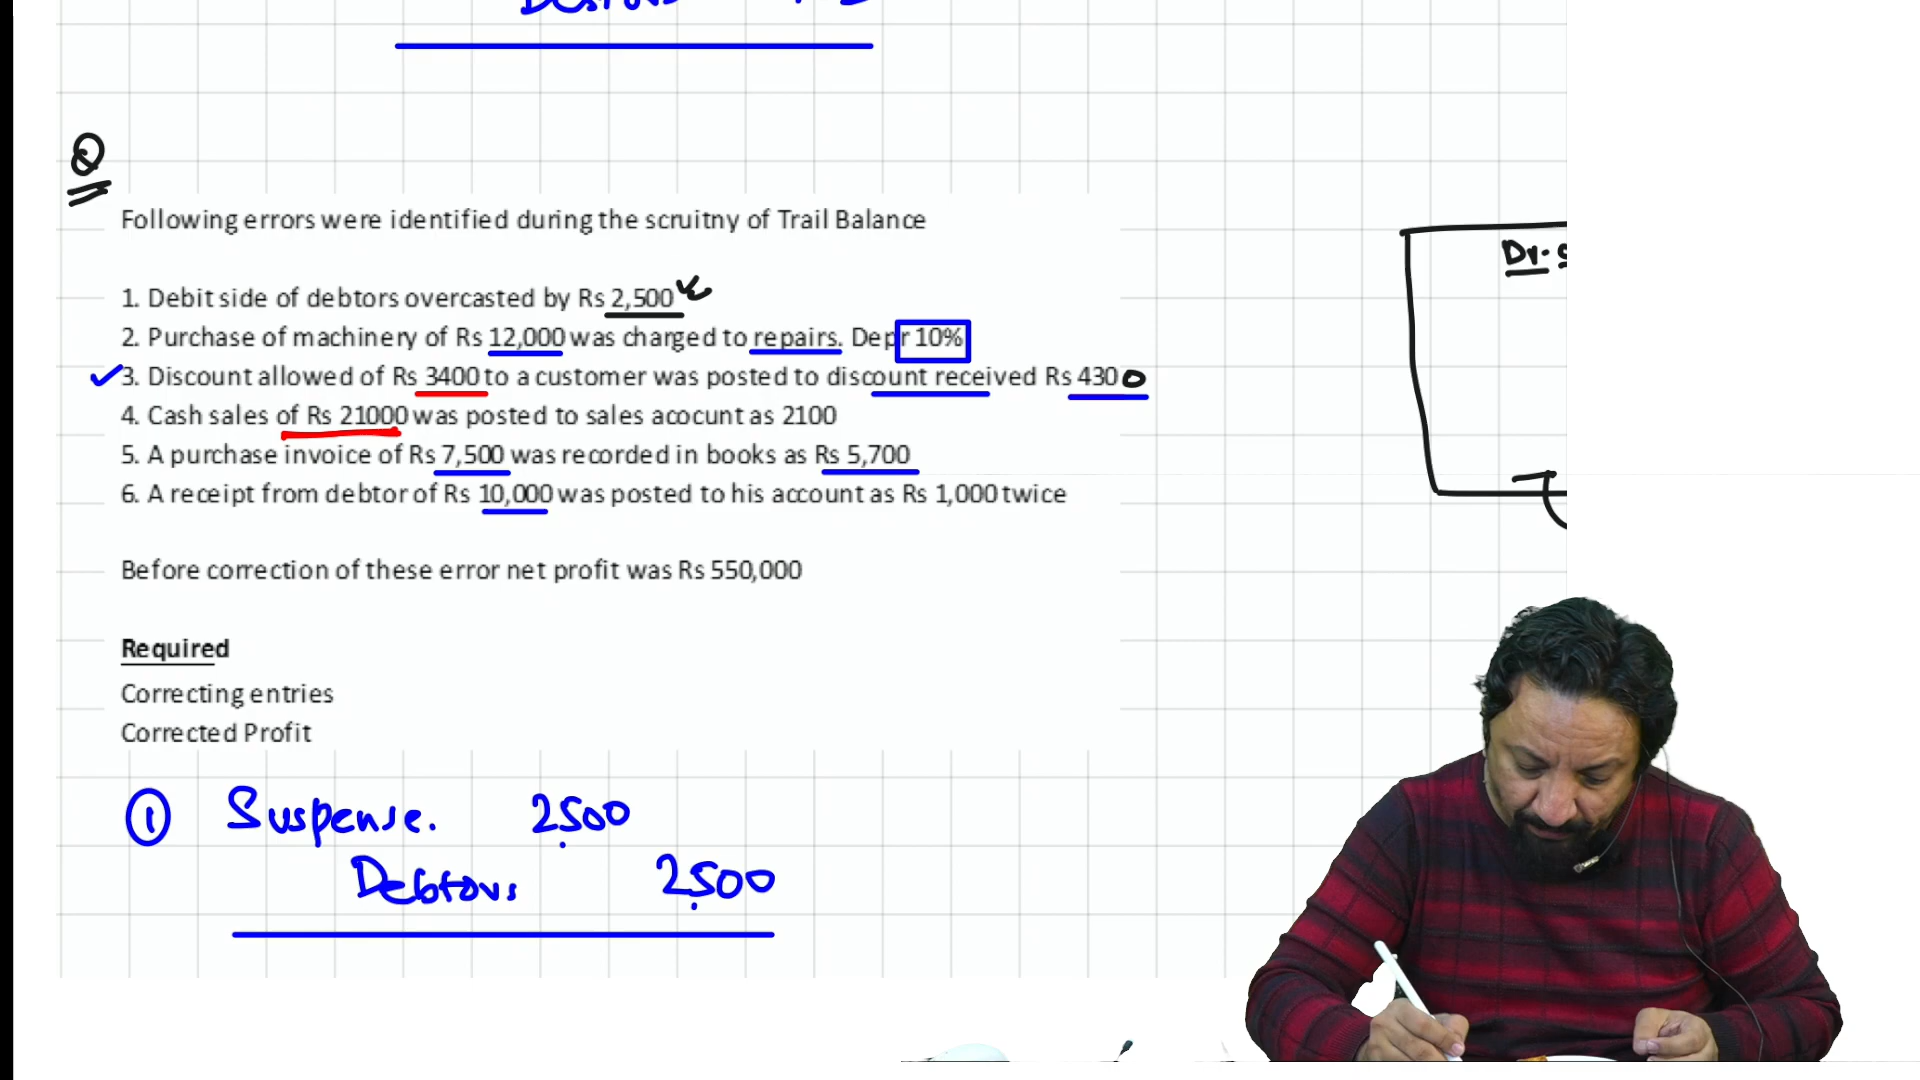 Q
Following errors were identified during the scruitny of Trail Balance
1. Debit side of debtors overcasted by Rs 2,500
2. Purchase of machinery of Rs 12,000 was charged to repairs. Depr 10%
3. Discount allowed of Rs 3400 to a customer was posted to discount received Rs 4300
4. Cash sales of Rs 21000 was posted to sales acocunt as 2100
5. A purchase invoice of Rs 7,500 was recorded in books as Rs 5,700
6. A receipt from debtor of Rs 10,000 was posted to his account as Rs 1,000 twice
Before correction of these error net profit was Rs 550,000
Required
Correcting entries
Corrected Profit
① Suspense. 2500
Debtors 2500
Dr.